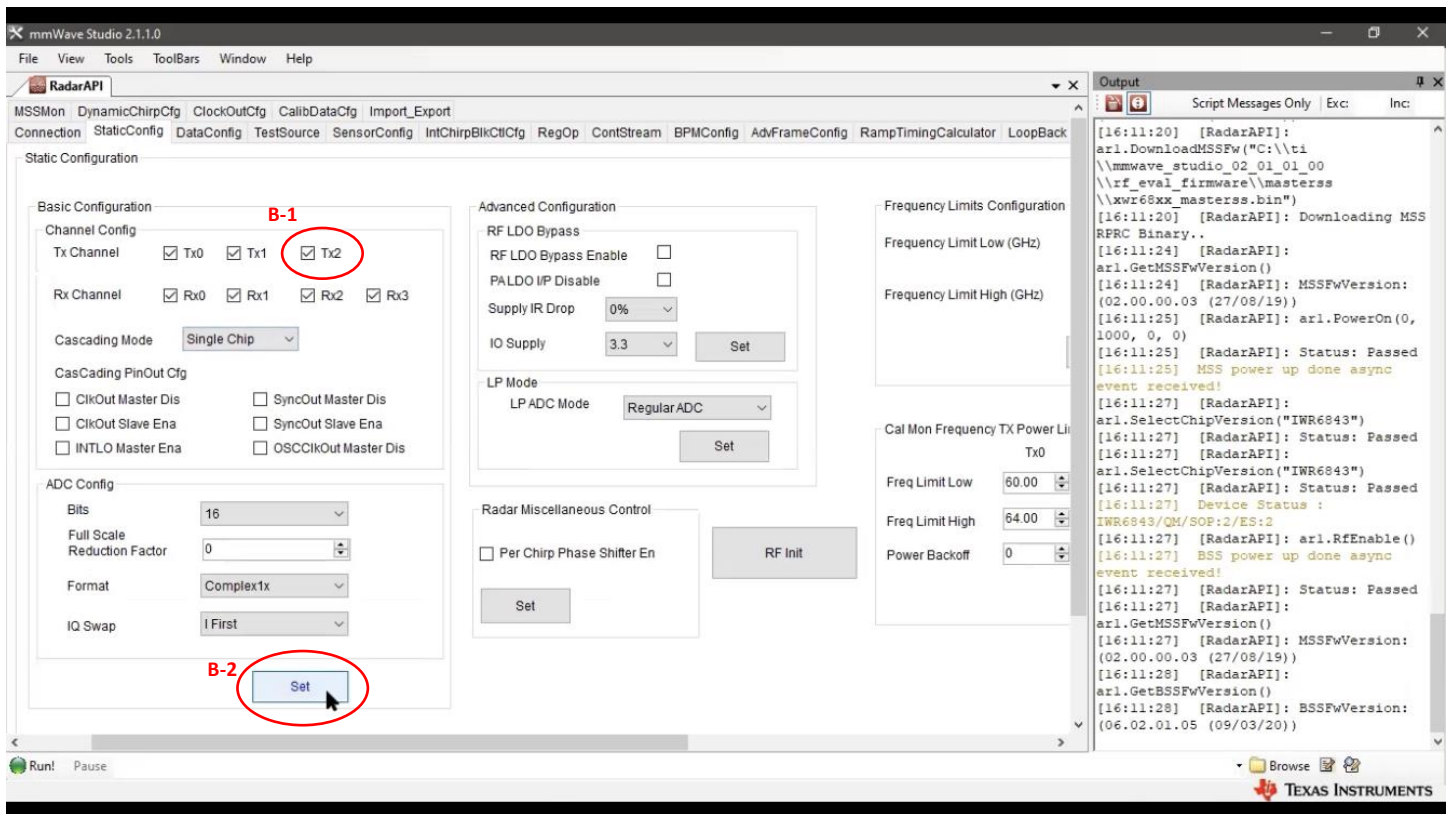 mmWave Studio 2.1.1.0
File View Tools ToolBars Window Help
RadarAPI
MSSMon DynamicChirpCfg ClockOutCfg CalibDataCfg Import_Export
Connection StaticConfig DataConfig TestSource SensorConfig IntChirpBlkCtlCfg RegOp ContStream BPMConfig AdvFrameConfig RampTimingCalculator LoopBack
Static Configuration
Basic Configuration
B-1
Channel Config
Tx Channel Tx0 Tx1 Tx2
Rx Channel Rx0 Rx1 Rx2 Rx3
Cascading Mode Single Chip
CasCading PinOut Cfg
ClkOut Master Dis SyncOut Master Dis
ClkOut Slave Ena SyncOut Slave Ena
INTLO Master Ena OSCClkOut Master Dis
ADC Config
Bits 16
Full Scale
Reduction Factor 0
Format Complex1x
IQ Swap I First
B-2
Set
Advanced Configuration
RF LDO Bypass
RF LDO Bypass Enable
PA LDO I/P Disable
Supply IR Drop 0%
IO Supply 3.3 Set
LP Mode
LP ADC Mode Regular ADC
Set
Radar Miscellaneous Control
Per Chirp Phase Shifter En
Set
RF Init
Frequency Limits Configuration
Frequency Limit Low (GHz)
Frequency Limit High (GHz)
Cal Mon Frequency TX Power Li
Tx0
Freq Limit Low 60.00
Freq Limit High 64.00
Power Backoff 0
Output
Script Messages Only Exc: Inc:
[16:11:20] [RadarAPI]:
ar1.DownloadMSSFw("C:\\ti
\\mmwave_studio_02_01_01_00
\\rf_eval_firmware\\masterss
\\xwr68xx_masterss.bin")
[16:11:20] [RadarAPI]: Downloading MSS
RPRC Binary..
[16:11:24] [RadarAPI]:
ar1.GetMSSFwVersion()
[16:11:24] [RadarAPI]: MSSFwVersion:
(02.00.00.03 (27/08/19))
[16:11:25] [RadarAPI]: ar1.PowerOn(0,
1000, 0, 0)
[16:11:25] [RadarAPI]: Status: Passed
[16:11:25] MSS power up done async
event received!
[16:11:27] [RadarAPI]:
ar1.SelectChipVersion("IWR6843")
[16:11:27] [RadarAPI]: Status: Passed
[16:11:27] [RadarAPI]:
ar1.SelectChipVersion("IWR6843")
[16:11:27] [RadarAPI]: Status: Passed
[16:11:27] Device Status :
IWR6843/QM/SOP:2/ES:2
[16:11:27] [RadarAPI]: ar1.RfEnable()
[16:11:27] BSS power up done async
event received!
[16:11:27] [RadarAPI]: Status: Passed
[16:11:27] [RadarAPI]:
ar1.GetMSSFwVersion()
[16:11:27] [RadarAPI]: MSSFwVersion:
(02.00.00.03 (27/08/19))
[16:11:28] [RadarAPI]:
ar1.GetBSSFwVersion()
[16:11:28] [RadarAPI]: BSSFwVersion:
(06.02.01.05 (09/03/20))
Run! Pause
Browse
TEXAS INSTRUMENTS